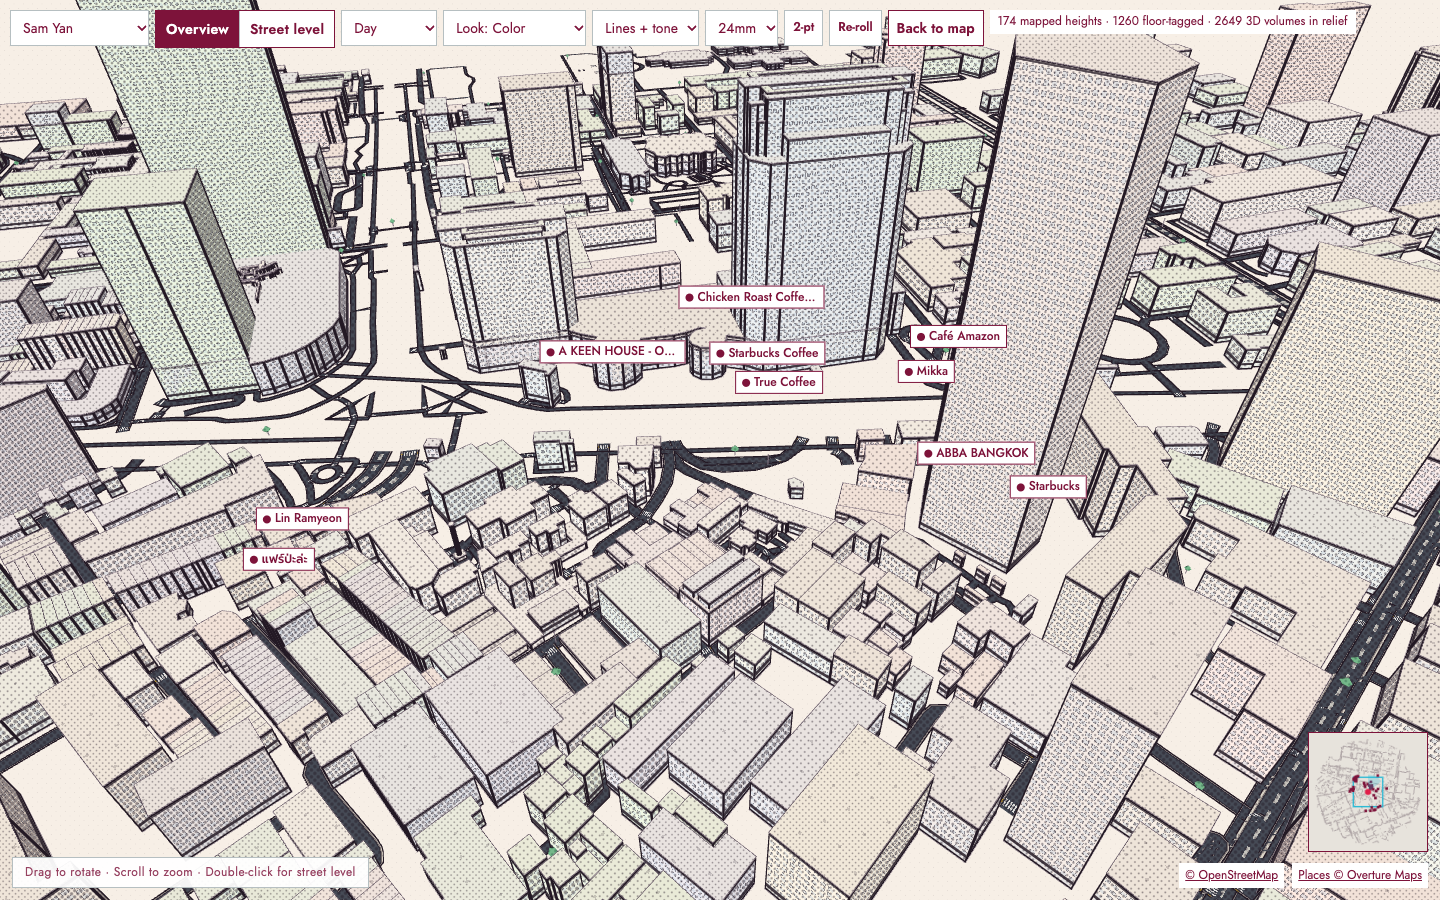 Sam Yan
Overview
Street level
Day
Look: Color
Lines + tone
24mm
2-pt
Re-roll
Back to map
174 mapped heights · 1260 floor-tagged · 2649 3D volumes in relief
Chicken Roast Coffe...
Café Amazon
A KEEN HOUSE - O...
Starbucks Coffee
Mikka
True Coffee
ABBA BANGKOK
Starbucks
Lin Ramyeon
แฟร์ปะล่ะ
Drag to rotate · Scroll to zoom · Double-click for street level
© OpenStreetMap
Places © Overture Maps